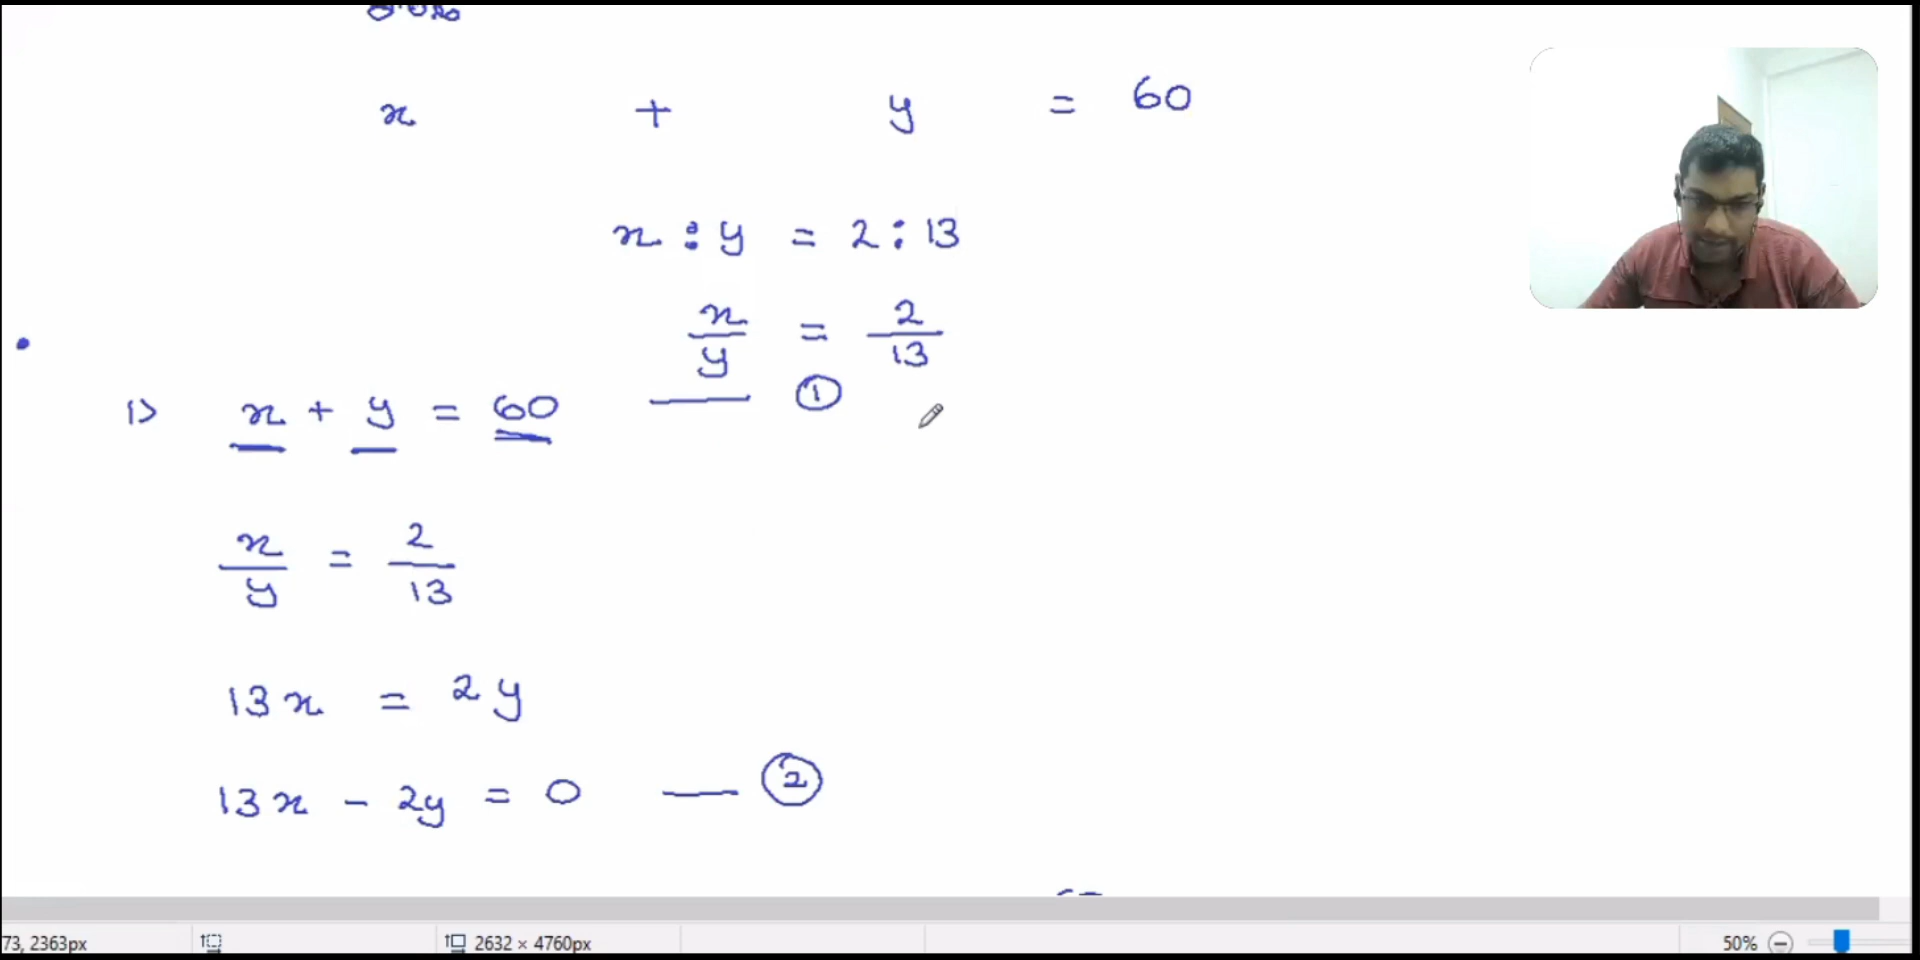 x + y = 60
x : y = 2 : 13
x/y = 2/13
1) x + y = 60 —— ①
x/y = 2/13
13x = 2y
13x - 2y = 0 —— ②
73, 2363px
2632 × 4760px
50%